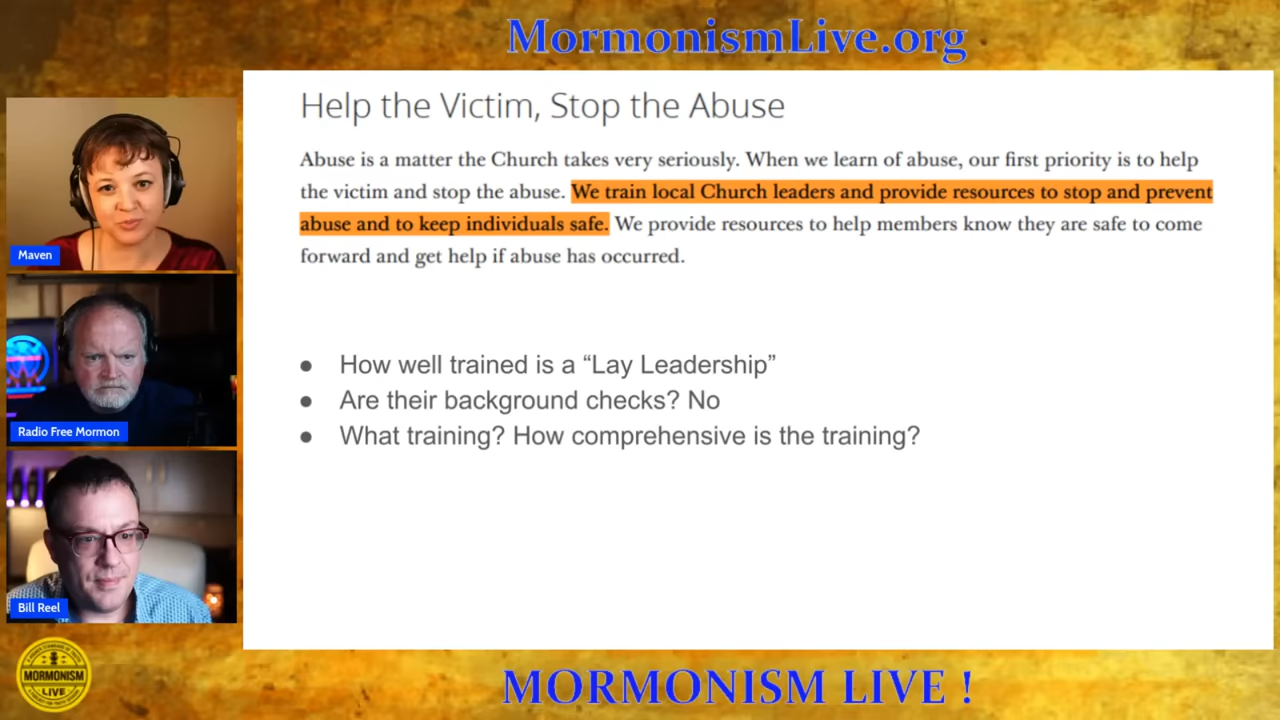 MormonismLive.org
Help the Victim, Stop the Abuse
Abuse is a matter the Church takes very seriously. When we learn of abuse, our first priority is to help
the victim and stop the abuse. We train local Church leaders and provide resources to stop and prevent
abuse and to keep individuals safe. We provide resources to help members know they are safe to come
forward and get help if abuse has occurred.
● How well trained is a “Lay Leadership”
● Are their background checks? No
● What training? How comprehensive is the training?
Maven
Radio Free Mormon
Bill Reel
MORMONISM
LIVE
MORMONISM LIVE !